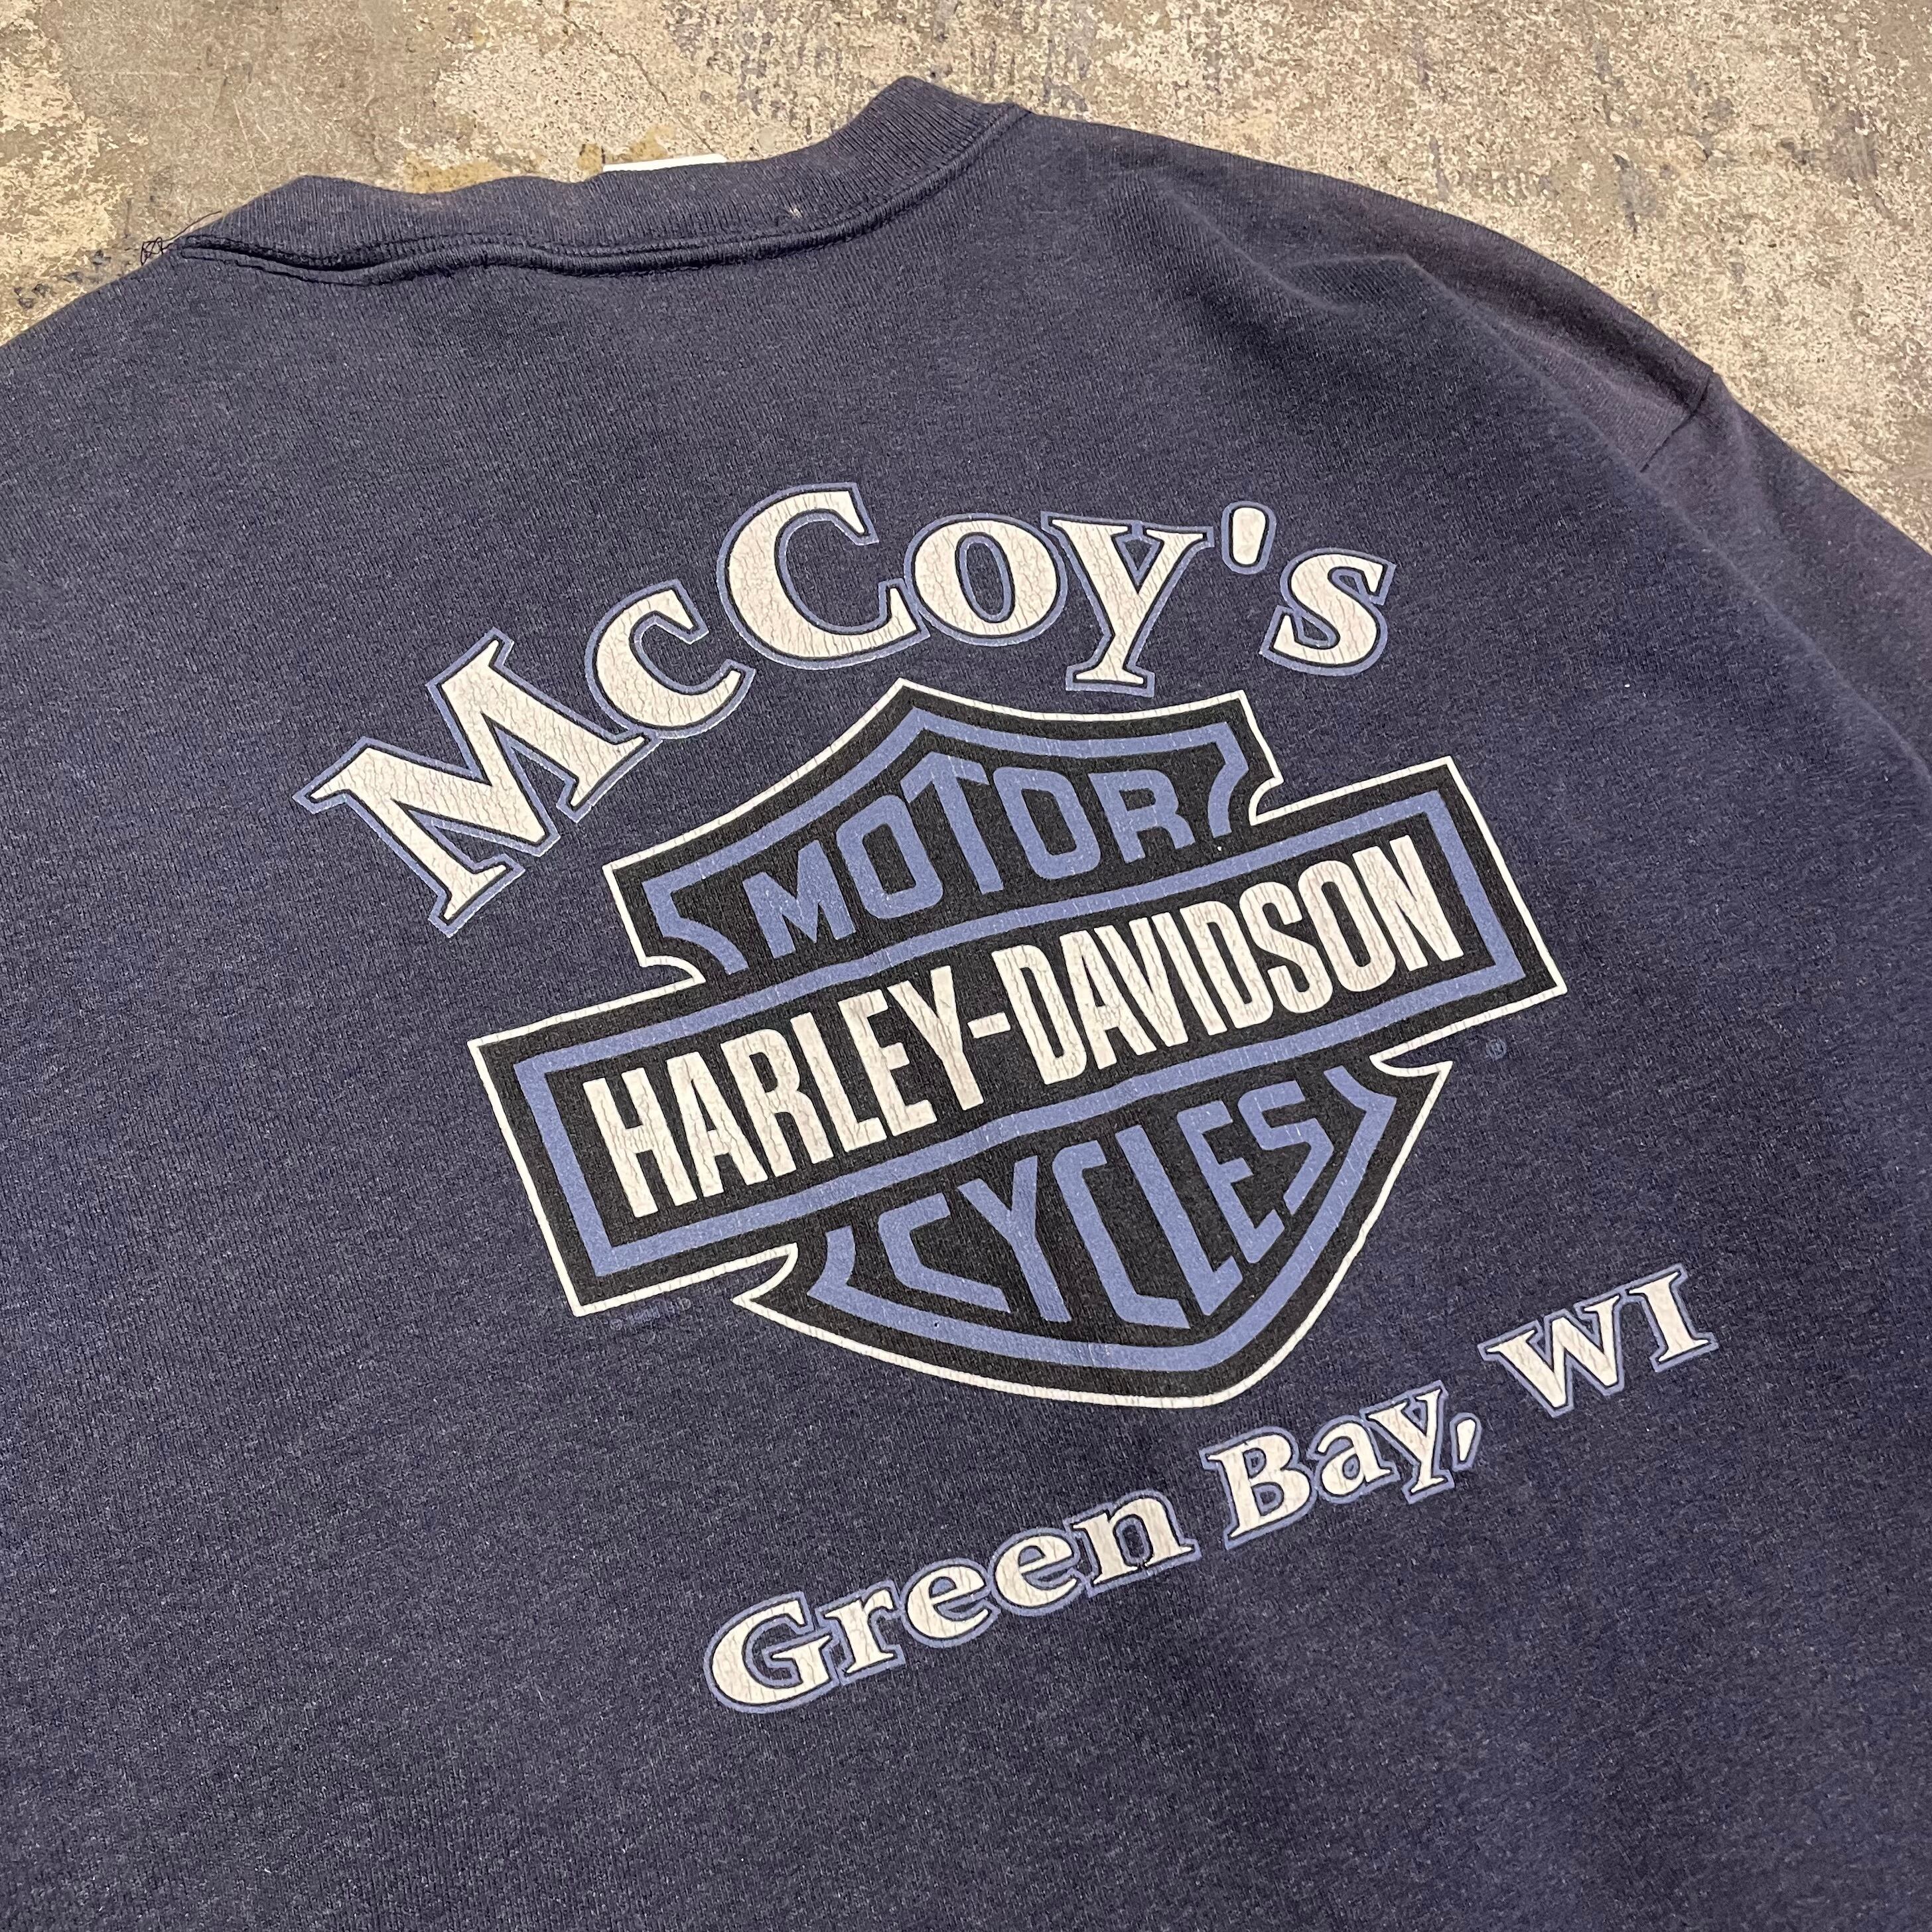 McCoy's
MOTOR
HARLEY-DAVIDSON
®
CYCLES
Green Bay, WI